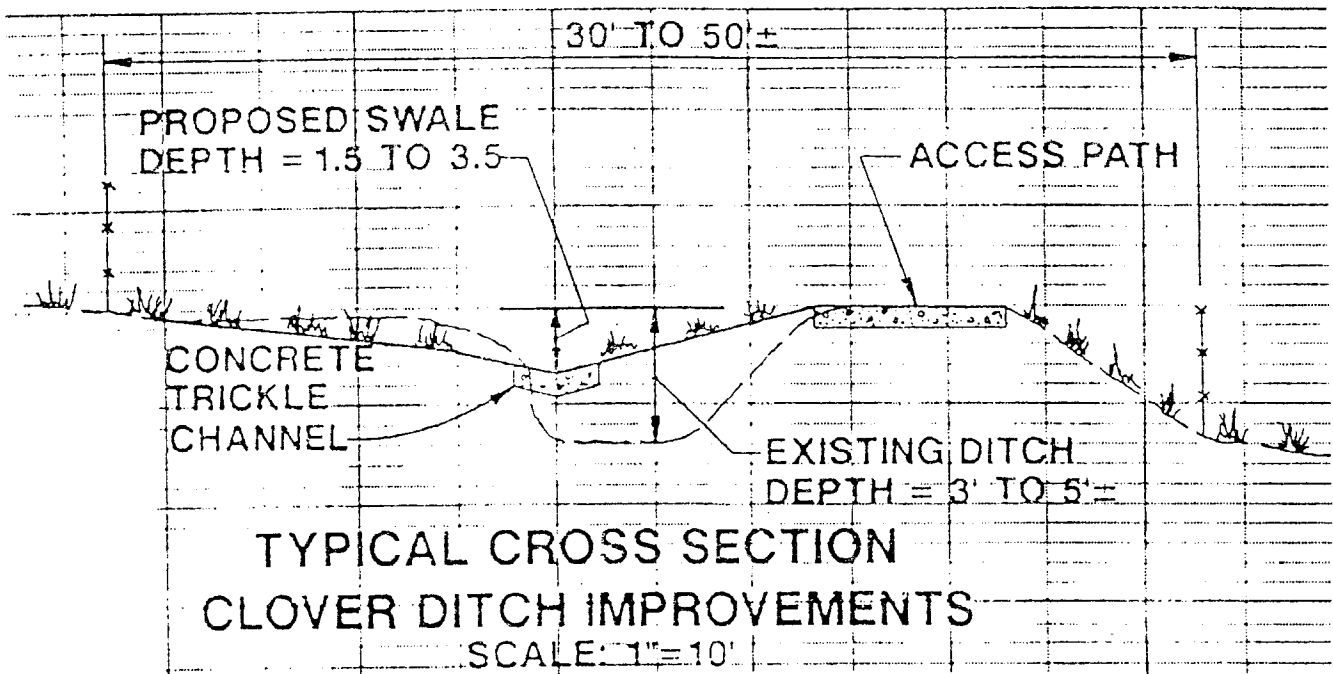 30' TO 50'±
PROPOSED SWALE
DEPTH = 1.5 TO 3.5
ACCESS PATH
CONCRETE
TRICKLE
CHANNEL
EXISTING DITCH
DEPTH = 3' TO 5'±
TYPICAL CROSS SECTION
CLOVER DITCH IMPROVEMENTS
SCALE: 1"=10'